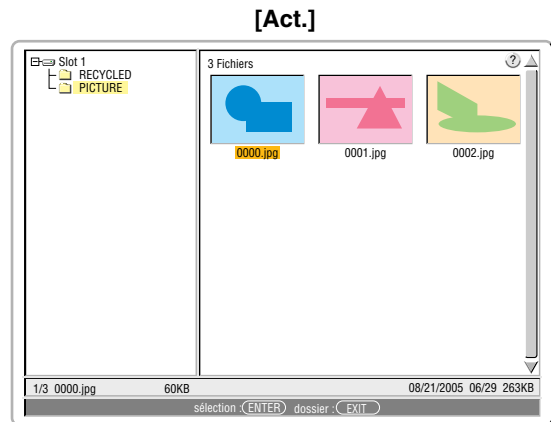 [Act.]
Slot 1
RECYCLED
PICTURE
3 Fichiers
?
0000.jpg
0001.jpg
0002.jpg
1/3 0000.jpg 60KB 08/21/2005 06/29 263KB
sélection : ENTER dossier : EXIT